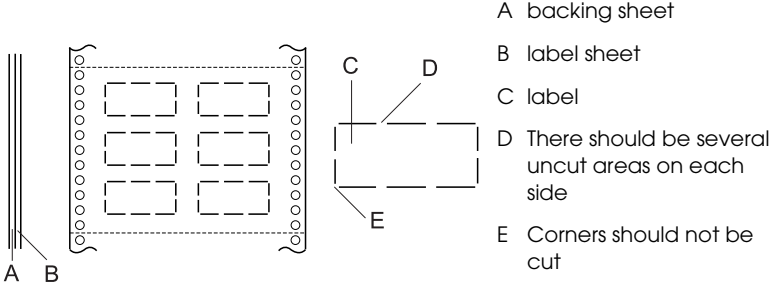 A B
C
D
E
A backing sheet
B label sheet
C label
D There should be several
uncut areas on each
side
E Corners should not be
cut